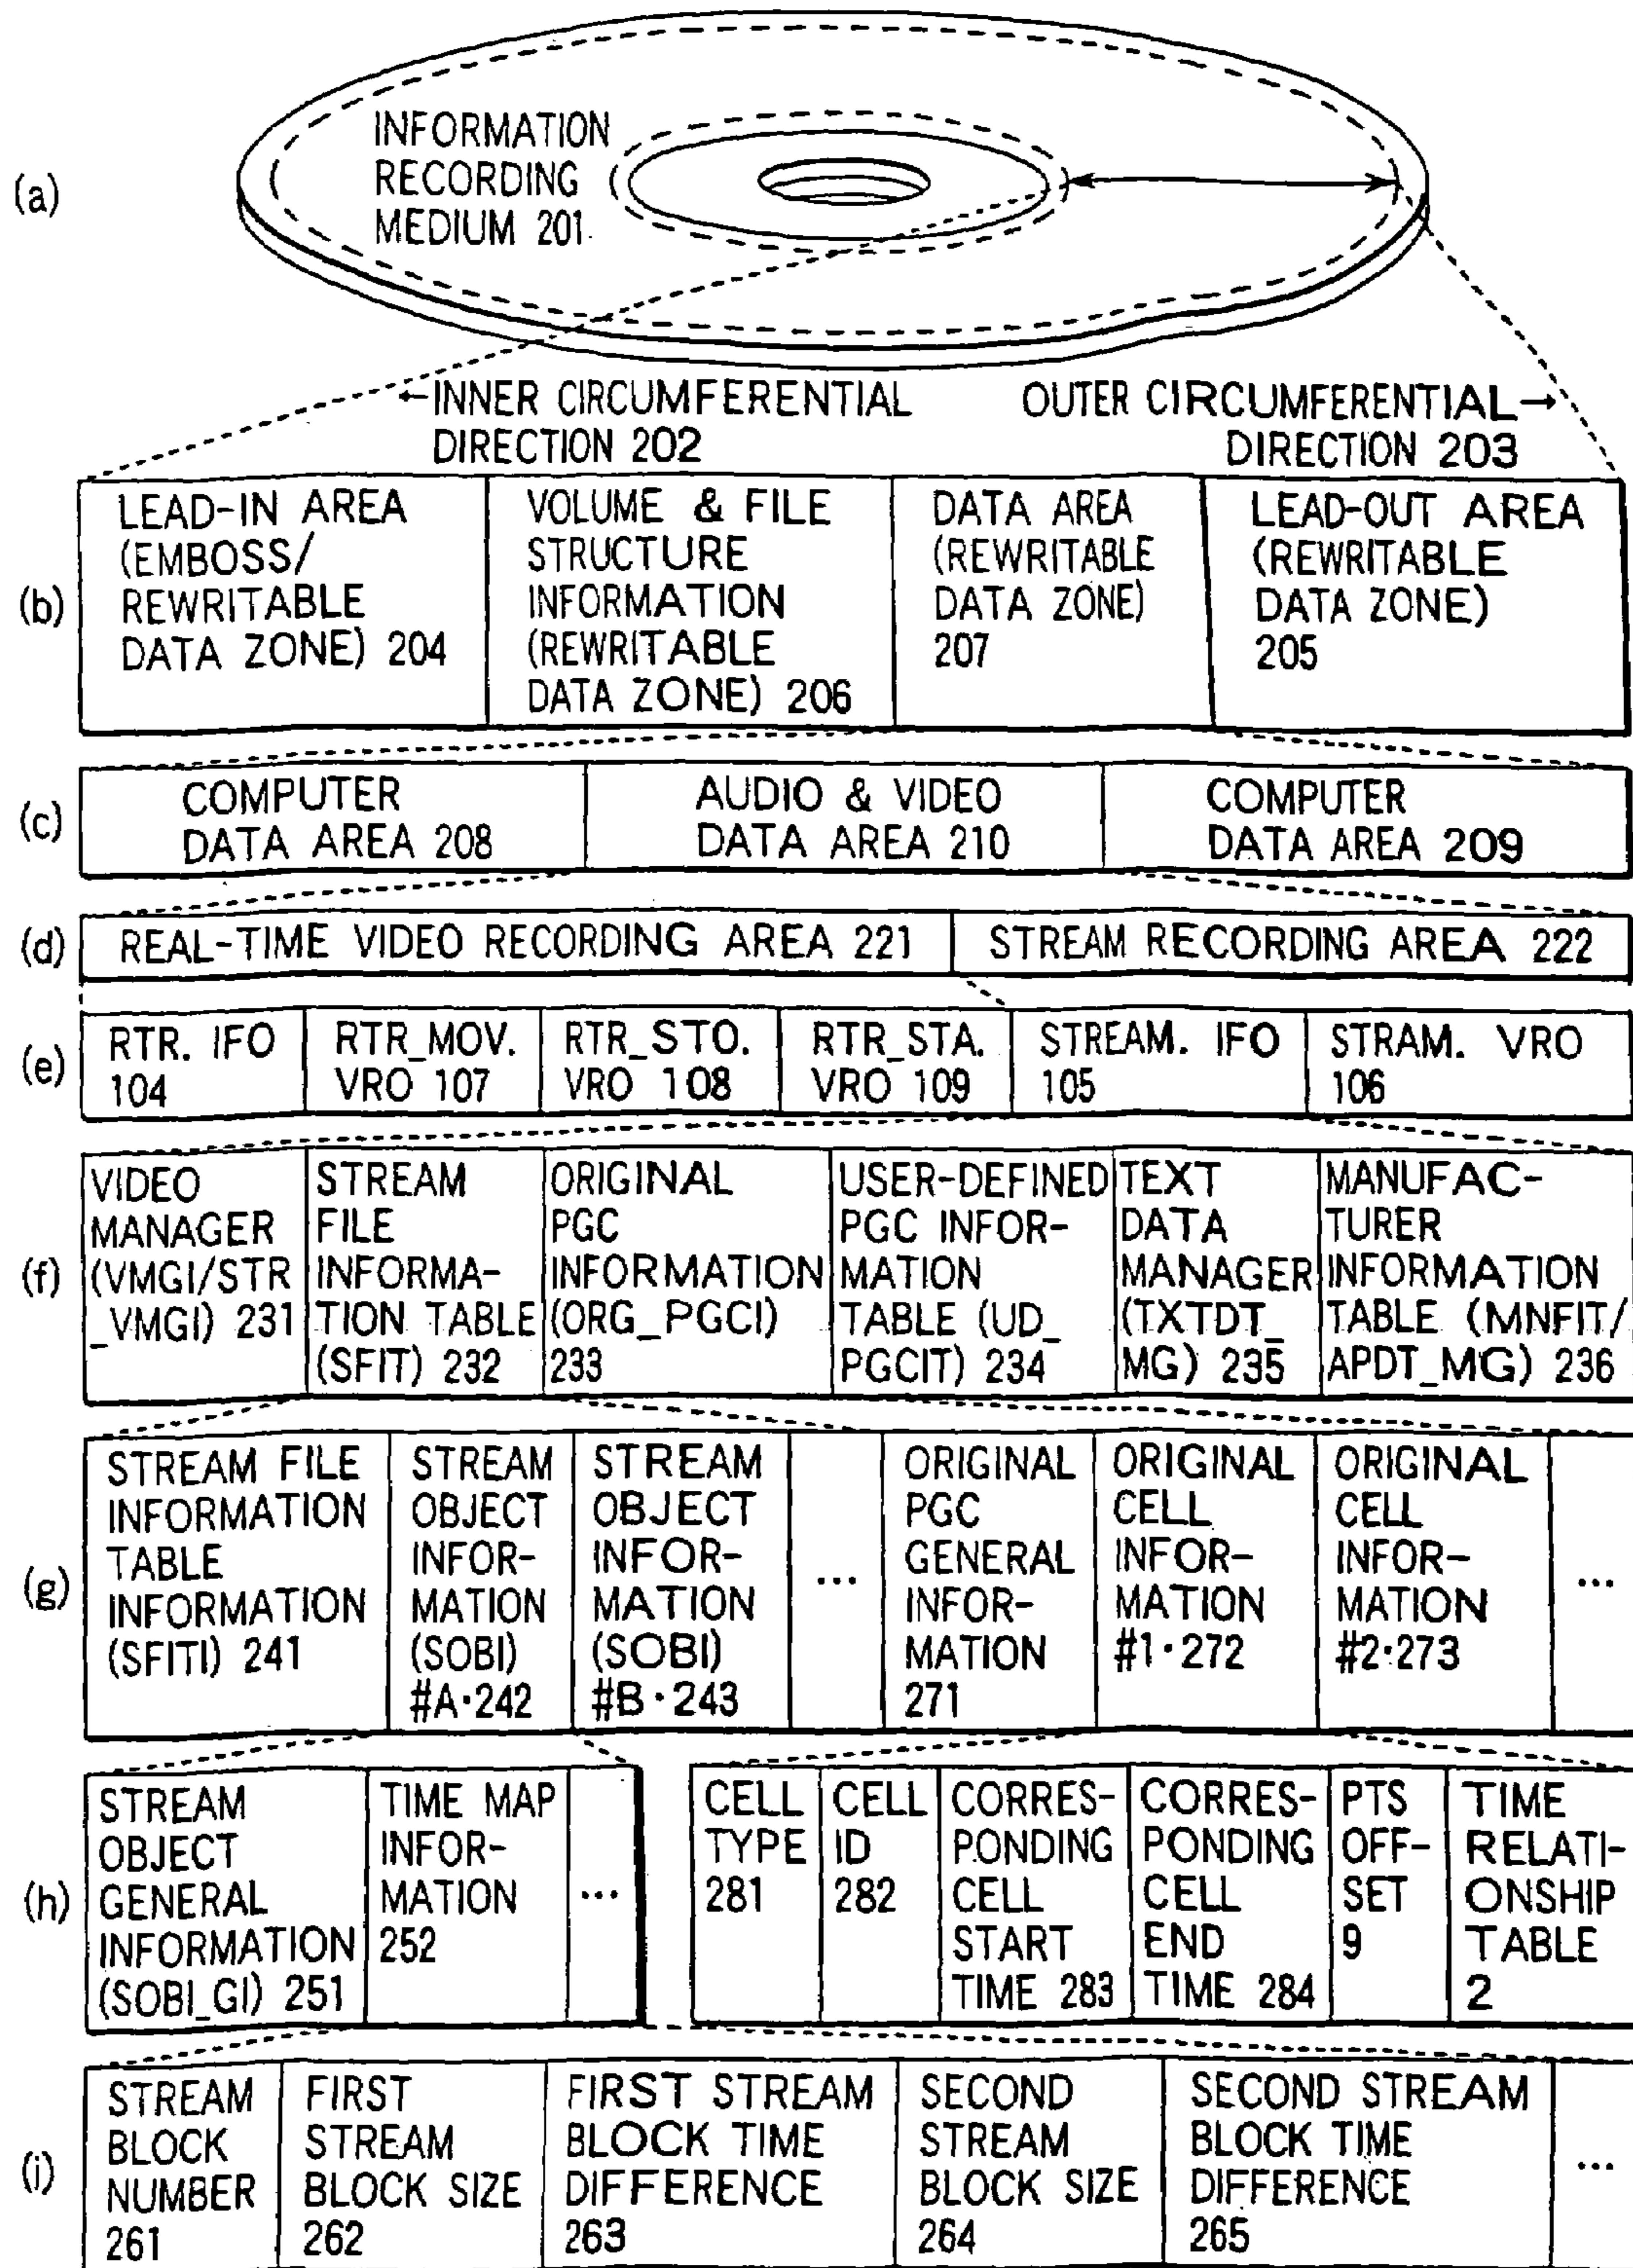 (a)
INFORMATION
RECORDING
MEDIUM 201
←INNER CIRCUMFERENTIAL
DIRECTION 202
OUTER CIRCUMFERENTIAL→
DIRECTION 203
(b)
LEAD-IN AREA
(EMBOSS/
REWRITABLE
DATA ZONE) 204
VOLUME & FILE
STRUCTURE
INFORMATION
(REWRITABLE
DATA ZONE) 206
DATA AREA
(REWRITABLE
DATA ZONE)
207
LEAD-OUT AREA
(REWRITABLE
DATA ZONE)
205
(c)
COMPUTER
DATA AREA 208
AUDIO & VIDEO
DATA AREA 210
COMPUTER
DATA AREA 209
(d)
REAL-TIME VIDEO RECORDING AREA 221
STREAM RECORDING AREA 222
(e)
RTR. IFO
104
RTR_MOV.
VRO 107
RTR_STO.
VRO 108
RTR_STA.
VRO 109
STREAM. IFO
105
STRAM. VRO
106
(f)
VIDEO
MANAGER
(VMGI/STR
_VMGI) 231
STREAM
FILE
INFORMA-
TION TABLE
(SFIT) 232
ORIGINAL
PGC
INFORMATION
(ORG_PGCI)
233
USER-DEFINED
PGC INFOR-
MATION
TABLE (UD_
PGCIT) 234
TEXT
DATA
MANAGER
(TXTDT_
MG) 235
MANUFAC-
TURER
INFORMATION
TABLE (MNFIT/
APDT_MG) 236
(g)
STREAM FILE
INFORMATION
TABLE
INFORMATION
(SFITI) 241
STREAM
OBJECT
INFOR-
MATION
(SOBI)
#A·242
STREAM
OBJECT
INFOR-
MATION
(SOBI)
#B·243
...
ORIGINAL
PGC
GENERAL
INFOR-
MATION
271
ORIGINAL
CELL
INFOR-
MATION
#1·272
ORIGINAL
CELL
INFOR-
MATION
#2·273
...
(h)
STREAM
OBJECT
GENERAL
INFORMATION
(SOBI_GI) 251
TIME MAP
INFOR-
MATION
252
...
CELL
TYPE
281
CELL
ID
282
CORRES-
PONDING
CELL
START
TIME 283
CORRES-
PONDING
CELL
END
TIME 284
PTS
OFF-
SET
9
TIME
RELATI-
ONSHIP
TABLE
2
(i)
STREAM
BLOCK
NUMBER
261
FIRST
STREAM
BLOCK SIZE
262
FIRST STREAM
BLOCK TIME
DIFFERENCE
263
SECOND
STREAM
BLOCK SIZE
264
SECOND STREAM
BLOCK TIME
DIFFERENCE
265
...